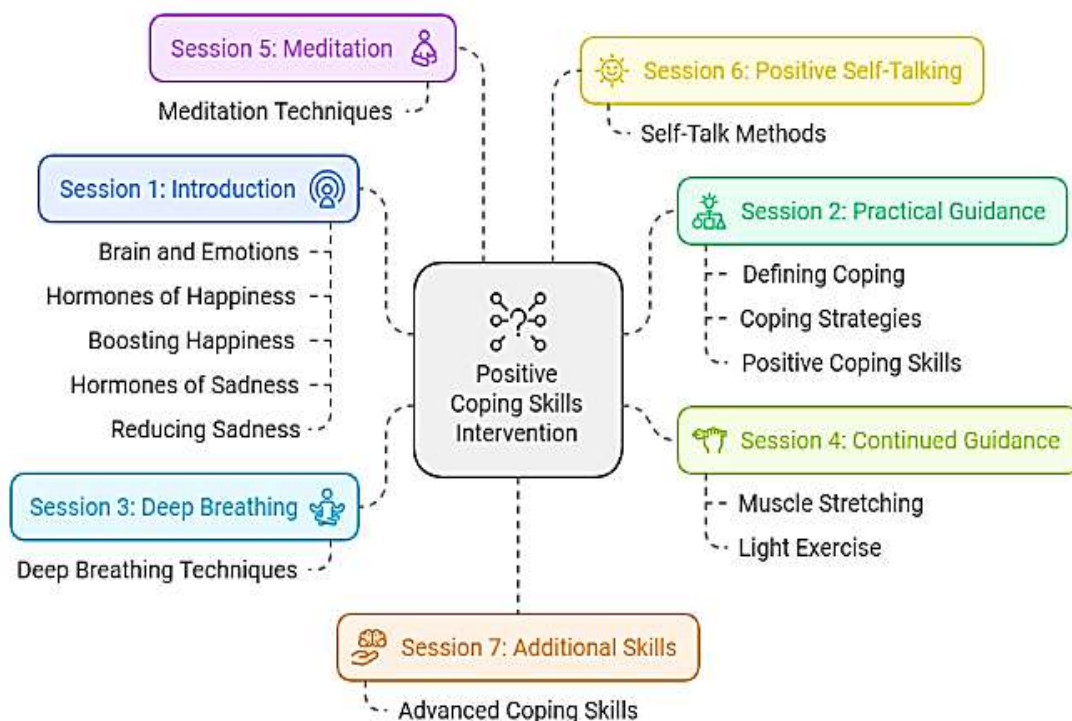 Session 5: Meditation
Meditation Techniques
Session 6: Positive Self-Talking
Self-Talk Methods
Session 1: Introduction
Brain and Emotions
Hormones of Happiness
Boosting Happiness
Hormones of Sadness
Reducing Sadness
Session 2: Practical Guidance
Defining Coping
Coping Strategies
Positive Coping Skills
?
Positive
Coping Skills
Intervention
Session 3: Deep Breathing
Deep Breathing Techniques
Session 4: Continued Guidance
Muscle Stretching
Light Exercise
Session 7: Additional Skills
Advanced Coping Skills